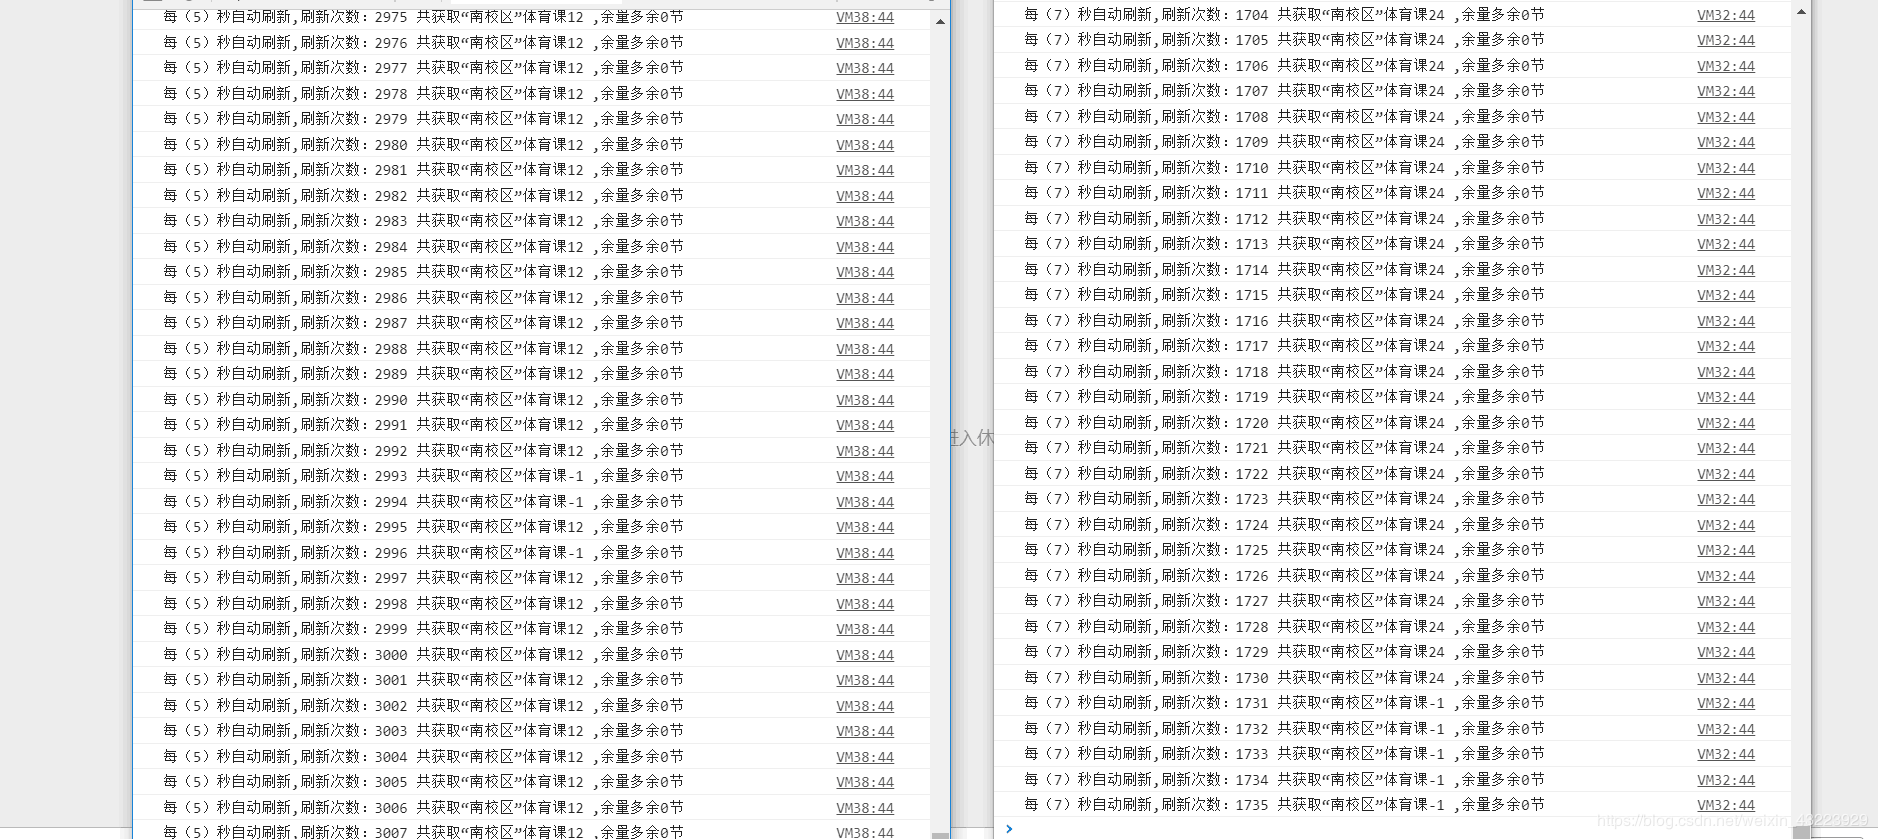 每（5）秒自动刷新,刷新次数：2975 共获取“南校区”体育课12 ,余量多余0节 VM38:44
每（5）秒自动刷新,刷新次数：2976 共获取“南校区”体育课12 ,余量多余0节 VM38:44
每（5）秒自动刷新,刷新次数：2977 共获取“南校区”体育课12 ,余量多余0节 VM38:44
每（5）秒自动刷新,刷新次数：2978 共获取“南校区”体育课12 ,余量多余0节 VM38:44
每（5）秒自动刷新,刷新次数：2979 共获取“南校区”体育课12 ,余量多余0节 VM38:44
每（5）秒自动刷新,刷新次数：2980 共获取“南校区”体育课12 ,余量多余0节 VM38:44
每（5）秒自动刷新,刷新次数：2981 共获取“南校区”体育课12 ,余量多余0节 VM38:44
每（5）秒自动刷新,刷新次数：2982 共获取“南校区”体育课12 ,余量多余0节 VM38:44
每（5）秒自动刷新,刷新次数：2983 共获取“南校区”体育课12 ,余量多余0节 VM38:44
每（5）秒自动刷新,刷新次数：2984 共获取“南校区”体育课12 ,余量多余0节 VM38:44
每（5）秒自动刷新,刷新次数：2985 共获取“南校区”体育课12 ,余量多余0节 VM38:44
每（5）秒自动刷新,刷新次数：2986 共获取“南校区”体育课12 ,余量多余0节 VM38:44
每（5）秒自动刷新,刷新次数：2987 共获取“南校区”体育课12 ,余量多余0节 VM38:44
每（5）秒自动刷新,刷新次数：2988 共获取“南校区”体育课12 ,余量多余0节 VM38:44
每（5）秒自动刷新,刷新次数：2989 共获取“南校区”体育课12 ,余量多余0节 VM38:44
每（5）秒自动刷新,刷新次数：2990 共获取“南校区”体育课12 ,余量多余0节 VM38:44
每（5）秒自动刷新,刷新次数：2991 共获取“南校区”体育课12 ,余量多余0节 VM38:44
每（5）秒自动刷新,刷新次数：2992 共获取“南校区”体育课12 ,余量多余0节 VM38:44
每（5）秒自动刷新,刷新次数：2993 共获取“南校区”体育课-1 ,余量多余0节 VM38:44
每（5）秒自动刷新,刷新次数：2994 共获取“南校区”体育课-1 ,余量多余0节 VM38:44
每（5）秒自动刷新,刷新次数：2995 共获取“南校区”体育课12 ,余量多余0节 VM38:44
每（5）秒自动刷新,刷新次数：2996 共获取“南校区”体育课-1 ,余量多余0节 VM38:44
每（5）秒自动刷新,刷新次数：2997 共获取“南校区”体育课12 ,余量多余0节 VM38:44
每（5）秒自动刷新,刷新次数：2998 共获取“南校区”体育课12 ,余量多余0节 VM38:44
每（5）秒自动刷新,刷新次数：2999 共获取“南校区”体育课12 ,余量多余0节 VM38:44
每（5）秒自动刷新,刷新次数：3000 共获取“南校区”体育课12 ,余量多余0节 VM38:44
每（5）秒自动刷新,刷新次数：3001 共获取“南校区”体育课12 ,余量多余0节 VM38:44
每（5）秒自动刷新,刷新次数：3002 共获取“南校区”体育课12 ,余量多余0节 VM38:44
每（5）秒自动刷新,刷新次数：3003 共获取“南校区”体育课12 ,余量多余0节 VM38:44
每（5）秒自动刷新,刷新次数：3004 共获取“南校区”体育课12 ,余量多余0节 VM38:44
每（5）秒自动刷新,刷新次数：3005 共获取“南校区”体育课12 ,余量多余0节 VM38:44
每（5）秒自动刷新,刷新次数：3006 共获取“南校区”体育课12 ,余量多余0节 VM38:44
每（5）秒自动刷新,刷新次数：3007 共获取“南校区”体育课12 ,余量多余0节 VM38:44
进入休
每（7）秒自动刷新,刷新次数：1704 共获取“南校区”体育课24 ,余量多余0节 VM32:44
每（7）秒自动刷新,刷新次数：1705 共获取“南校区”体育课24 ,余量多余0节 VM32:44
每（7）秒自动刷新,刷新次数：1706 共获取“南校区”体育课24 ,余量多余0节 VM32:44
每（7）秒自动刷新,刷新次数：1707 共获取“南校区”体育课24 ,余量多余0节 VM32:44
每（7）秒自动刷新,刷新次数：1708 共获取“南校区”体育课24 ,余量多余0节 VM32:44
每（7）秒自动刷新,刷新次数：1709 共获取“南校区”体育课24 ,余量多余0节 VM32:44
每（7）秒自动刷新,刷新次数：1710 共获取“南校区”体育课24 ,余量多余0节 VM32:44
每（7）秒自动刷新,刷新次数：1711 共获取“南校区”体育课24 ,余量多余0节 VM32:44
每（7）秒自动刷新,刷新次数：1712 共获取“南校区”体育课24 ,余量多余0节 VM32:44
每（7）秒自动刷新,刷新次数：1713 共获取“南校区”体育课24 ,余量多余0节 VM32:44
每（7）秒自动刷新,刷新次数：1714 共获取“南校区”体育课24 ,余量多余0节 VM32:44
每（7）秒自动刷新,刷新次数：1715 共获取“南校区”体育课24 ,余量多余0节 VM32:44
每（7）秒自动刷新,刷新次数：1716 共获取“南校区”体育课24 ,余量多余0节 VM32:44
每（7）秒自动刷新,刷新次数：1717 共获取“南校区”体育课24 ,余量多余0节 VM32:44
每（7）秒自动刷新,刷新次数：1718 共获取“南校区”体育课24 ,余量多余0节 VM32:44
每（7）秒自动刷新,刷新次数：1719 共获取“南校区”体育课24 ,余量多余0节 VM32:44
每（7）秒自动刷新,刷新次数：1720 共获取“南校区”体育课24 ,余量多余0节 VM32:44
每（7）秒自动刷新,刷新次数：1721 共获取“南校区”体育课24 ,余量多余0节 VM32:44
每（7）秒自动刷新,刷新次数：1722 共获取“南校区”体育课24 ,余量多余0节 VM32:44
每（7）秒自动刷新,刷新次数：1723 共获取“南校区”体育课24 ,余量多余0节 VM32:44
每（7）秒自动刷新,刷新次数：1724 共获取“南校区”体育课24 ,余量多余0节 VM32:44
每（7）秒自动刷新,刷新次数：1725 共获取“南校区”体育课24 ,余量多余0节 VM32:44
每（7）秒自动刷新,刷新次数：1726 共获取“南校区”体育课24 ,余量多余0节 VM32:44
每（7）秒自动刷新,刷新次数：1727 共获取“南校区”体育课24 ,余量多余0节 VM32:44
每（7）秒自动刷新,刷新次数：1728 共获取“南校区”体育课24 ,余量多余0节 VM32:44
每（7）秒自动刷新,刷新次数：1729 共获取“南校区”体育课24 ,余量多余0节 VM32:44
每（7）秒自动刷新,刷新次数：1730 共获取“南校区”体育课24 ,余量多余0节 VM32:44
每（7）秒自动刷新,刷新次数：1731 共获取“南校区”体育课-1 ,余量多余0节 VM32:44
每（7）秒自动刷新,刷新次数：1732 共获取“南校区”体育课-1 ,余量多余0节 VM32:44
每（7）秒自动刷新,刷新次数：1733 共获取“南校区”体育课-1 ,余量多余0节 VM32:44
每（7）秒自动刷新,刷新次数：1734 共获取“南校区”体育课-1 ,余量多余0节 VM32:44
每（7）秒自动刷新,刷新次数：1735 共获取“南校区”体育课-1 ,余量多余0节 VM32:44
https://blog.csdn.net/weixin_43223929